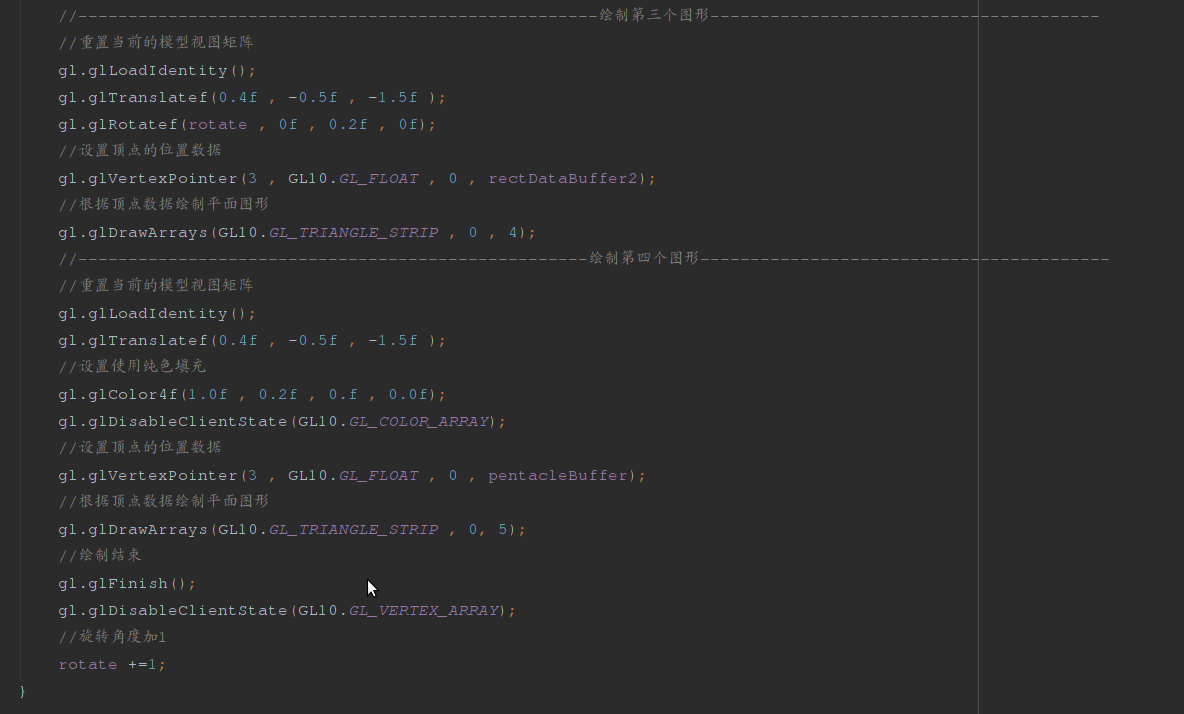 //----------------------------------------------------绘制第三个图形---------------------------------------
//重置当前的模型视图矩阵
gl.glLoadIdentity();
gl.glTranslatef(0.4f , -0.5f , -1.5f );
gl.glRotatef(rotate , 0f , 0.2f , 0f);
//设置顶点的位置数据
gl.glVertexPointer(3 , GL10.GL_FLOAT , 0 , rectDataBuffer2);
//根据顶点数据绘制平面图形
gl.glDrawArrays(GL10.GL_TRIANGLE_STRIP , 0 , 4);
//---------------------------------------------------绘制第四个图形-----------------------------------------
//重置当前的模型视图矩阵
gl.glLoadIdentity();
gl.glTranslatef(0.4f , -0.5f , -1.5f );
//设置使用纯色填充
gl.glColor4f(1.0f , 0.2f , 0.f , 0.0f);
gl.glDisableClientState(GL10.GL_COLOR_ARRAY);
//设置顶点的位置数据
gl.glVertexPointer(3 , GL10.GL_FLOAT , 0 , pentacleBuffer);
//根据顶点数据绘制平面图形
gl.glDrawArrays(GL10.GL_TRIANGLE_STRIP , 0, 5);
//绘制结束
gl.glFinish();
gl.glDisableClientState(GL10.GL_VERTEX_ARRAY);
//旋转角度加1
rotate +=1;
}